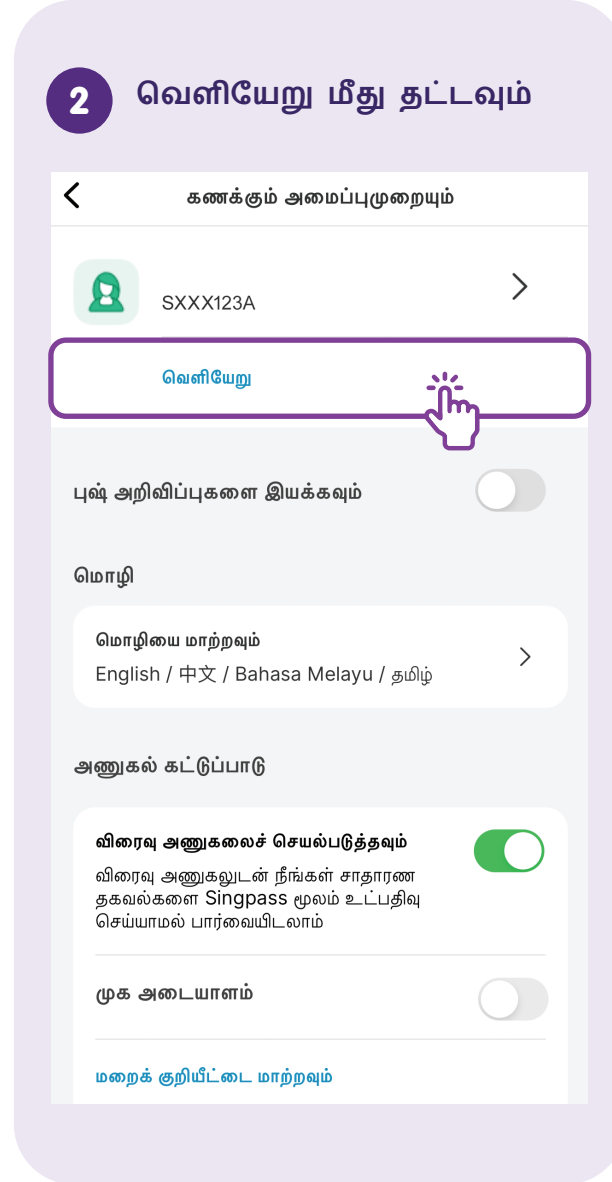 2 வெளியேறு மீது தட்டவும்
கணக்கும் அமைப்புமுறையும்
SXXX123A
வெளியேறு
புஷ் அறிவிப்புகளை இயக்கவும்
மொழி
மொழியை மாற்றவும்
English / 中文 / Bahasa Melayu / தமிழ்
அணுகல் கட்டுப்பாடு
விரைவு அணுகலைச் செயல்படுத்தவும்
விரைவு அணுகலுடன் நீங்கள் சாதாரண
தகவல்களை Singpass மூலம் உட்பதிவு
செய்யாமல் பார்வையிடலாம்
முக அடையாளம்
மறைக் குறியீட்டை மாற்றவும்